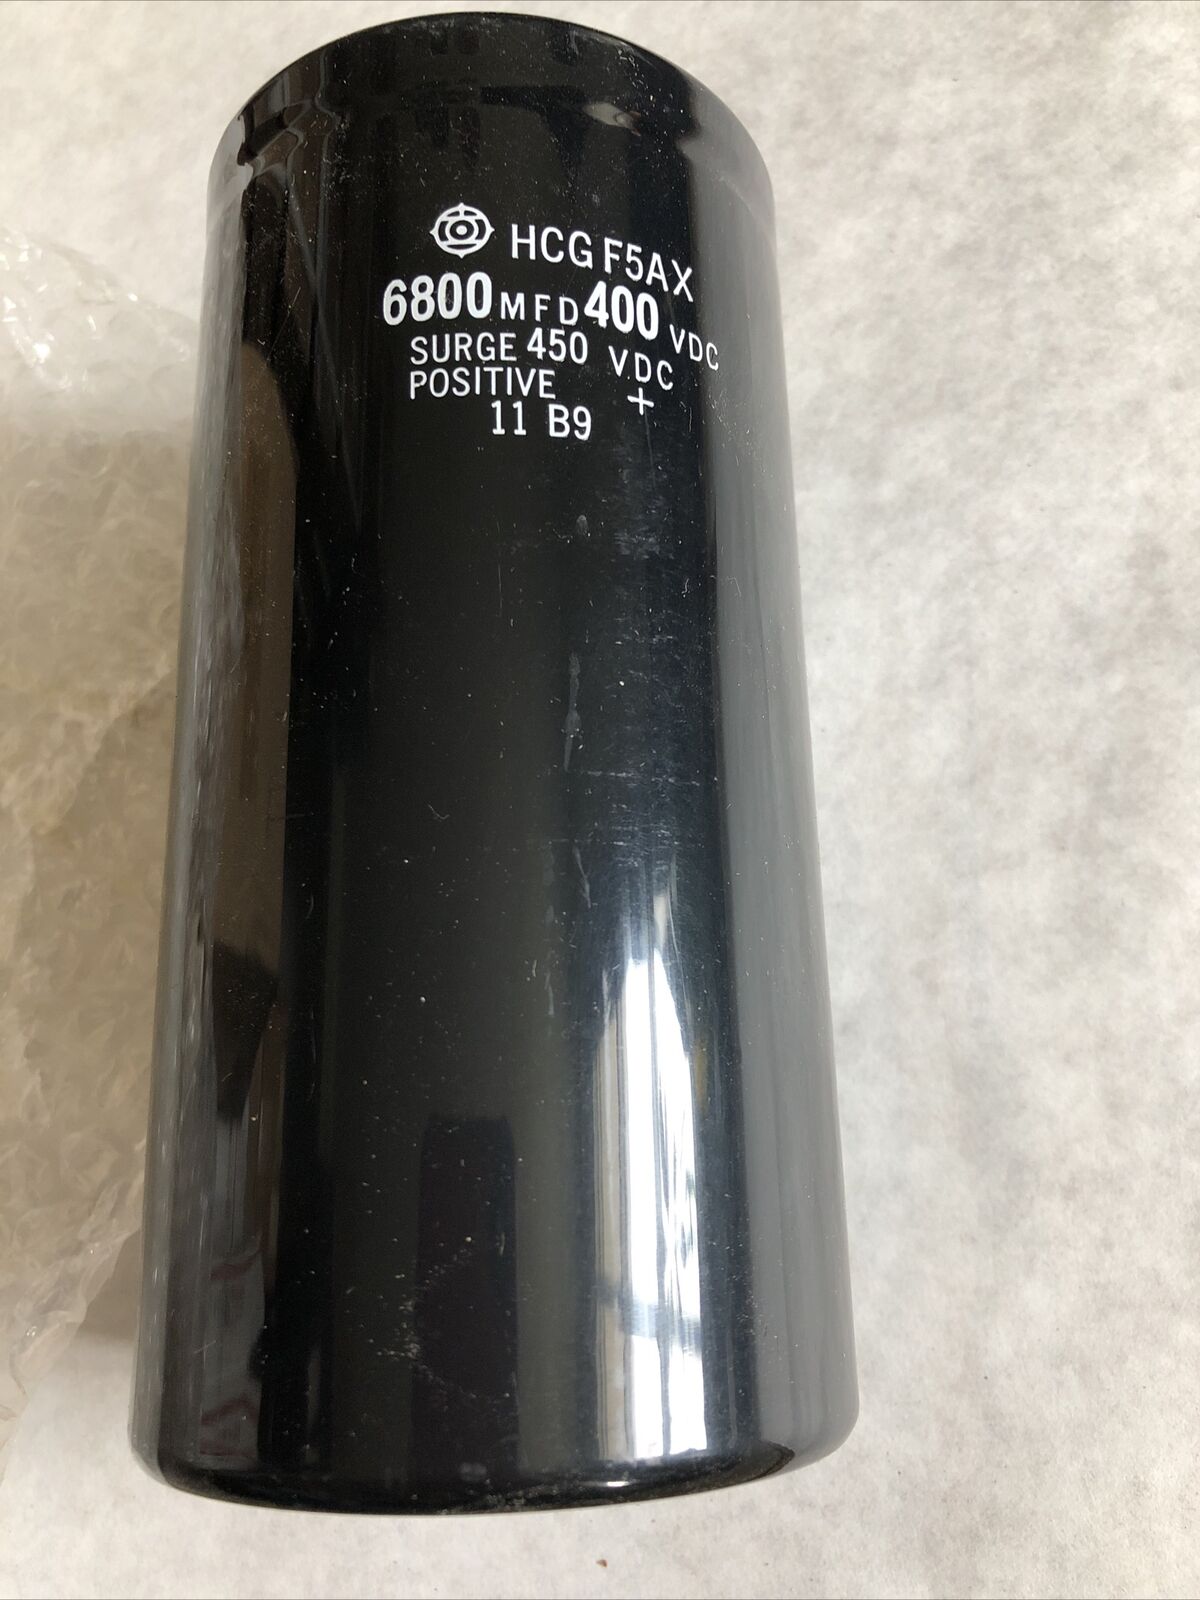 HCG F5AX
6800 MFD 400 VDC
SURGE 450 VDC
POSITIVE +
11 B9